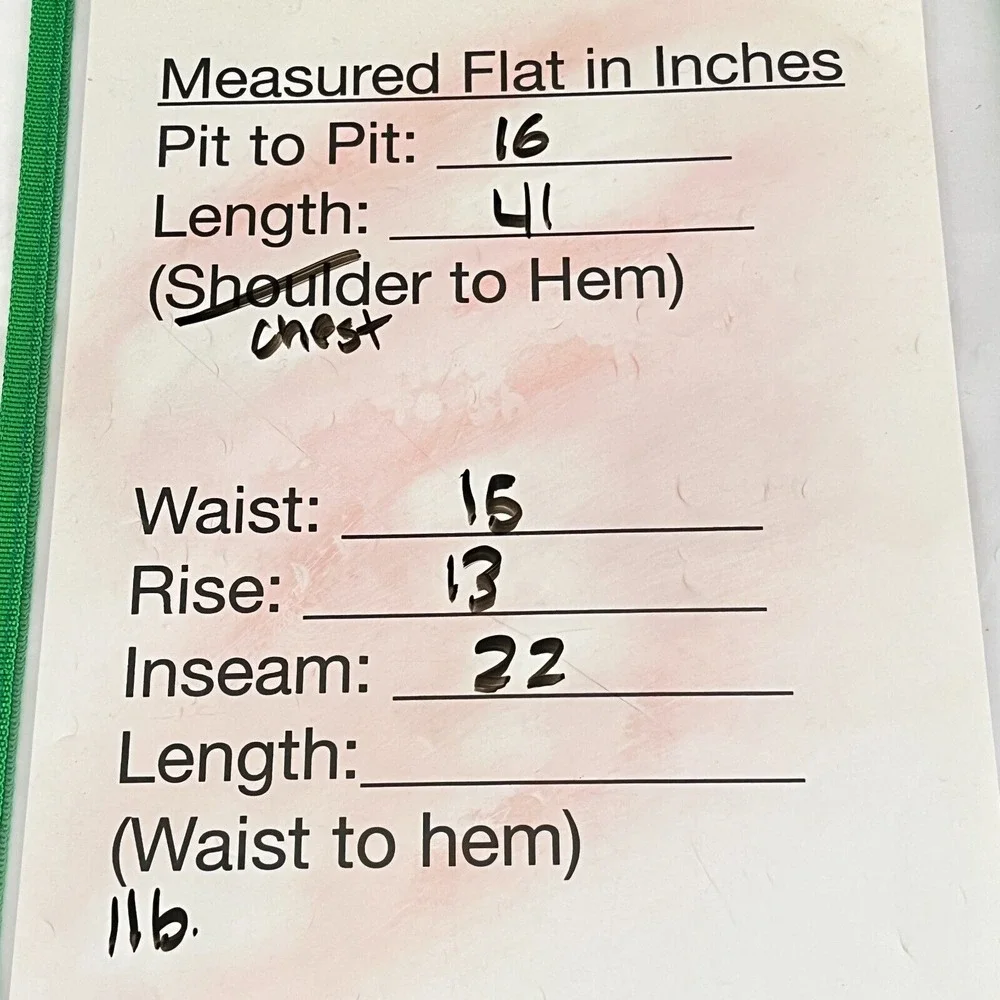 Measured Flat in Inches
Pit to Pit: 16
Length: 41
(Shoulder to Hem)
chest
Waist: 15
Rise: 13
Inseam: 22
Length:
(Waist to hem)
1lb.